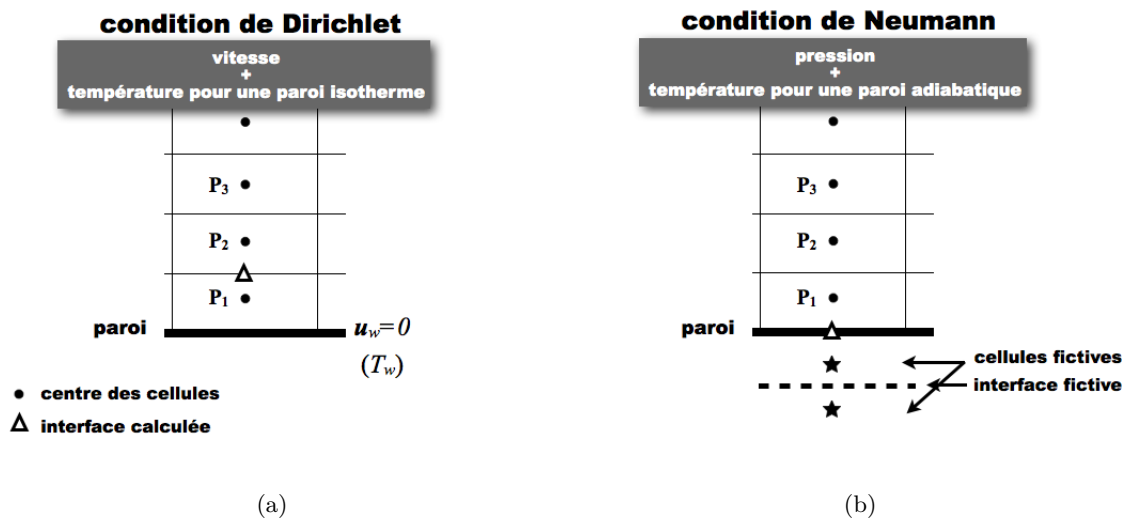 condition de Dirichlet
vitesse
+
température pour une paroi isotherme
P3
P2
P1
paroi
uw=0
(Tw)
centre des cellules
interface calculée
(a)
condition de Neumann
pression
+
température pour une paroi adiabatique
P3
P2
P1
paroi
cellules fictives
interface fictive
(b)